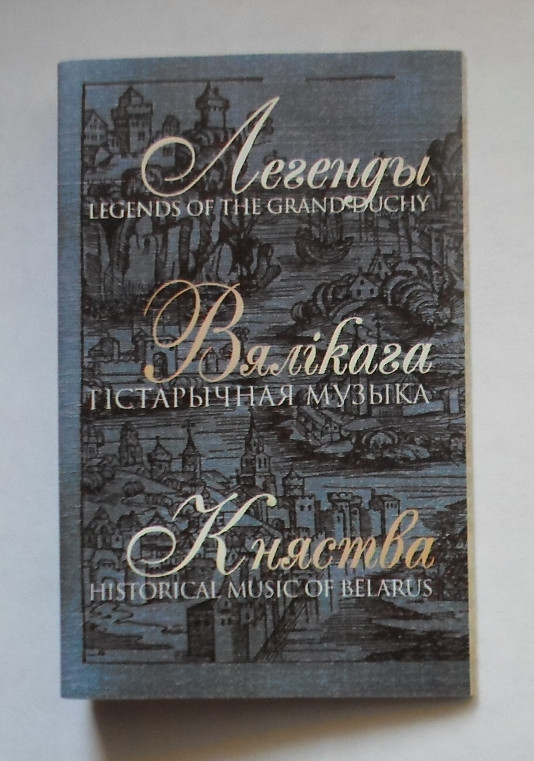 Легенды
LEGENDS OF THE GRAND DUCHY
Вялікага
ГІСТАРЫЧНАЯ МУЗЫКА
Княства
HISTORICAL MUSIC OF BELARUS